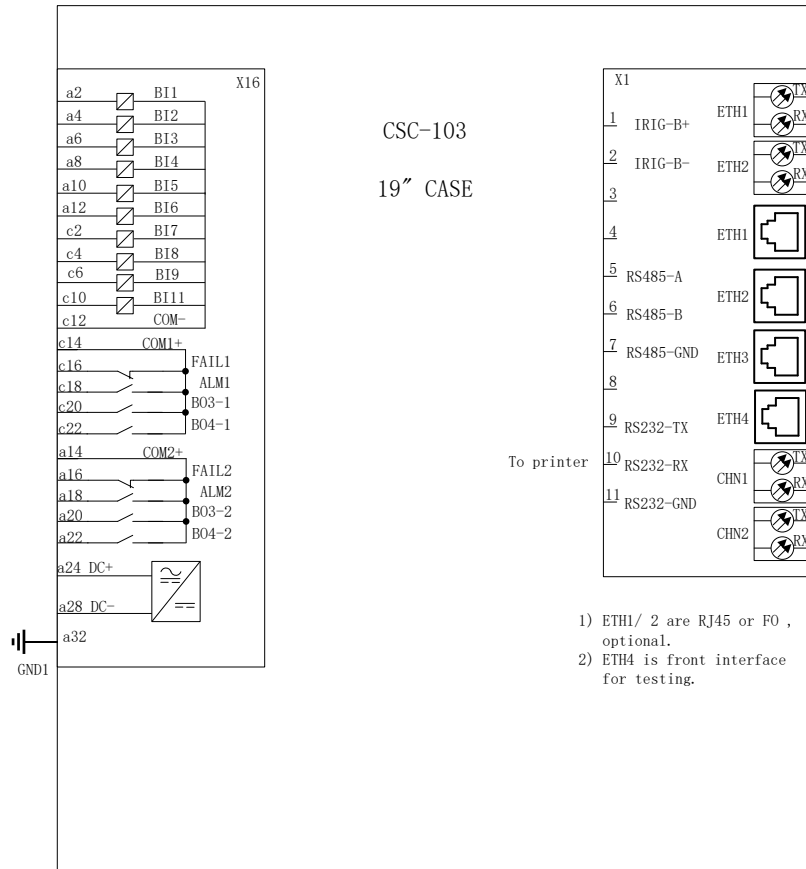 X16
a2 BI1
a4 BI2
a6 BI3
a8 BI4
a10 BI5
a12 BI6
c2 BI7
c4 BI8
c6 BI9
c10 BI11
c12 COM-
c14 COM1+
c16 FAIL1
c18 ALM1
c20 BO3-1
c22 BO4-1
a14 COM2+
a16 FAIL2
a18 ALM2
a20 BO3-2
a22 BO4-2
a24 DC+
a28 DC-
a32
GND1
CSC-103
19″ CASE
X1
1 IRIG-B+
2 IRIG-B-
3
4
5 RS485-A
6 RS485-B
7 RS485-GND
8
9 RS232-TX
To printer 10 RS232-RX
11 RS232-GND
ETH1 TX
RX
ETH2 TX
RX
ETH1
ETH2
ETH3
ETH4
CHN1 TX
RX
CHN2 TX
RX
1) ETH1/ 2 are RJ45 or FO ,
optional.
2) ETH4 is front interface
for testing.